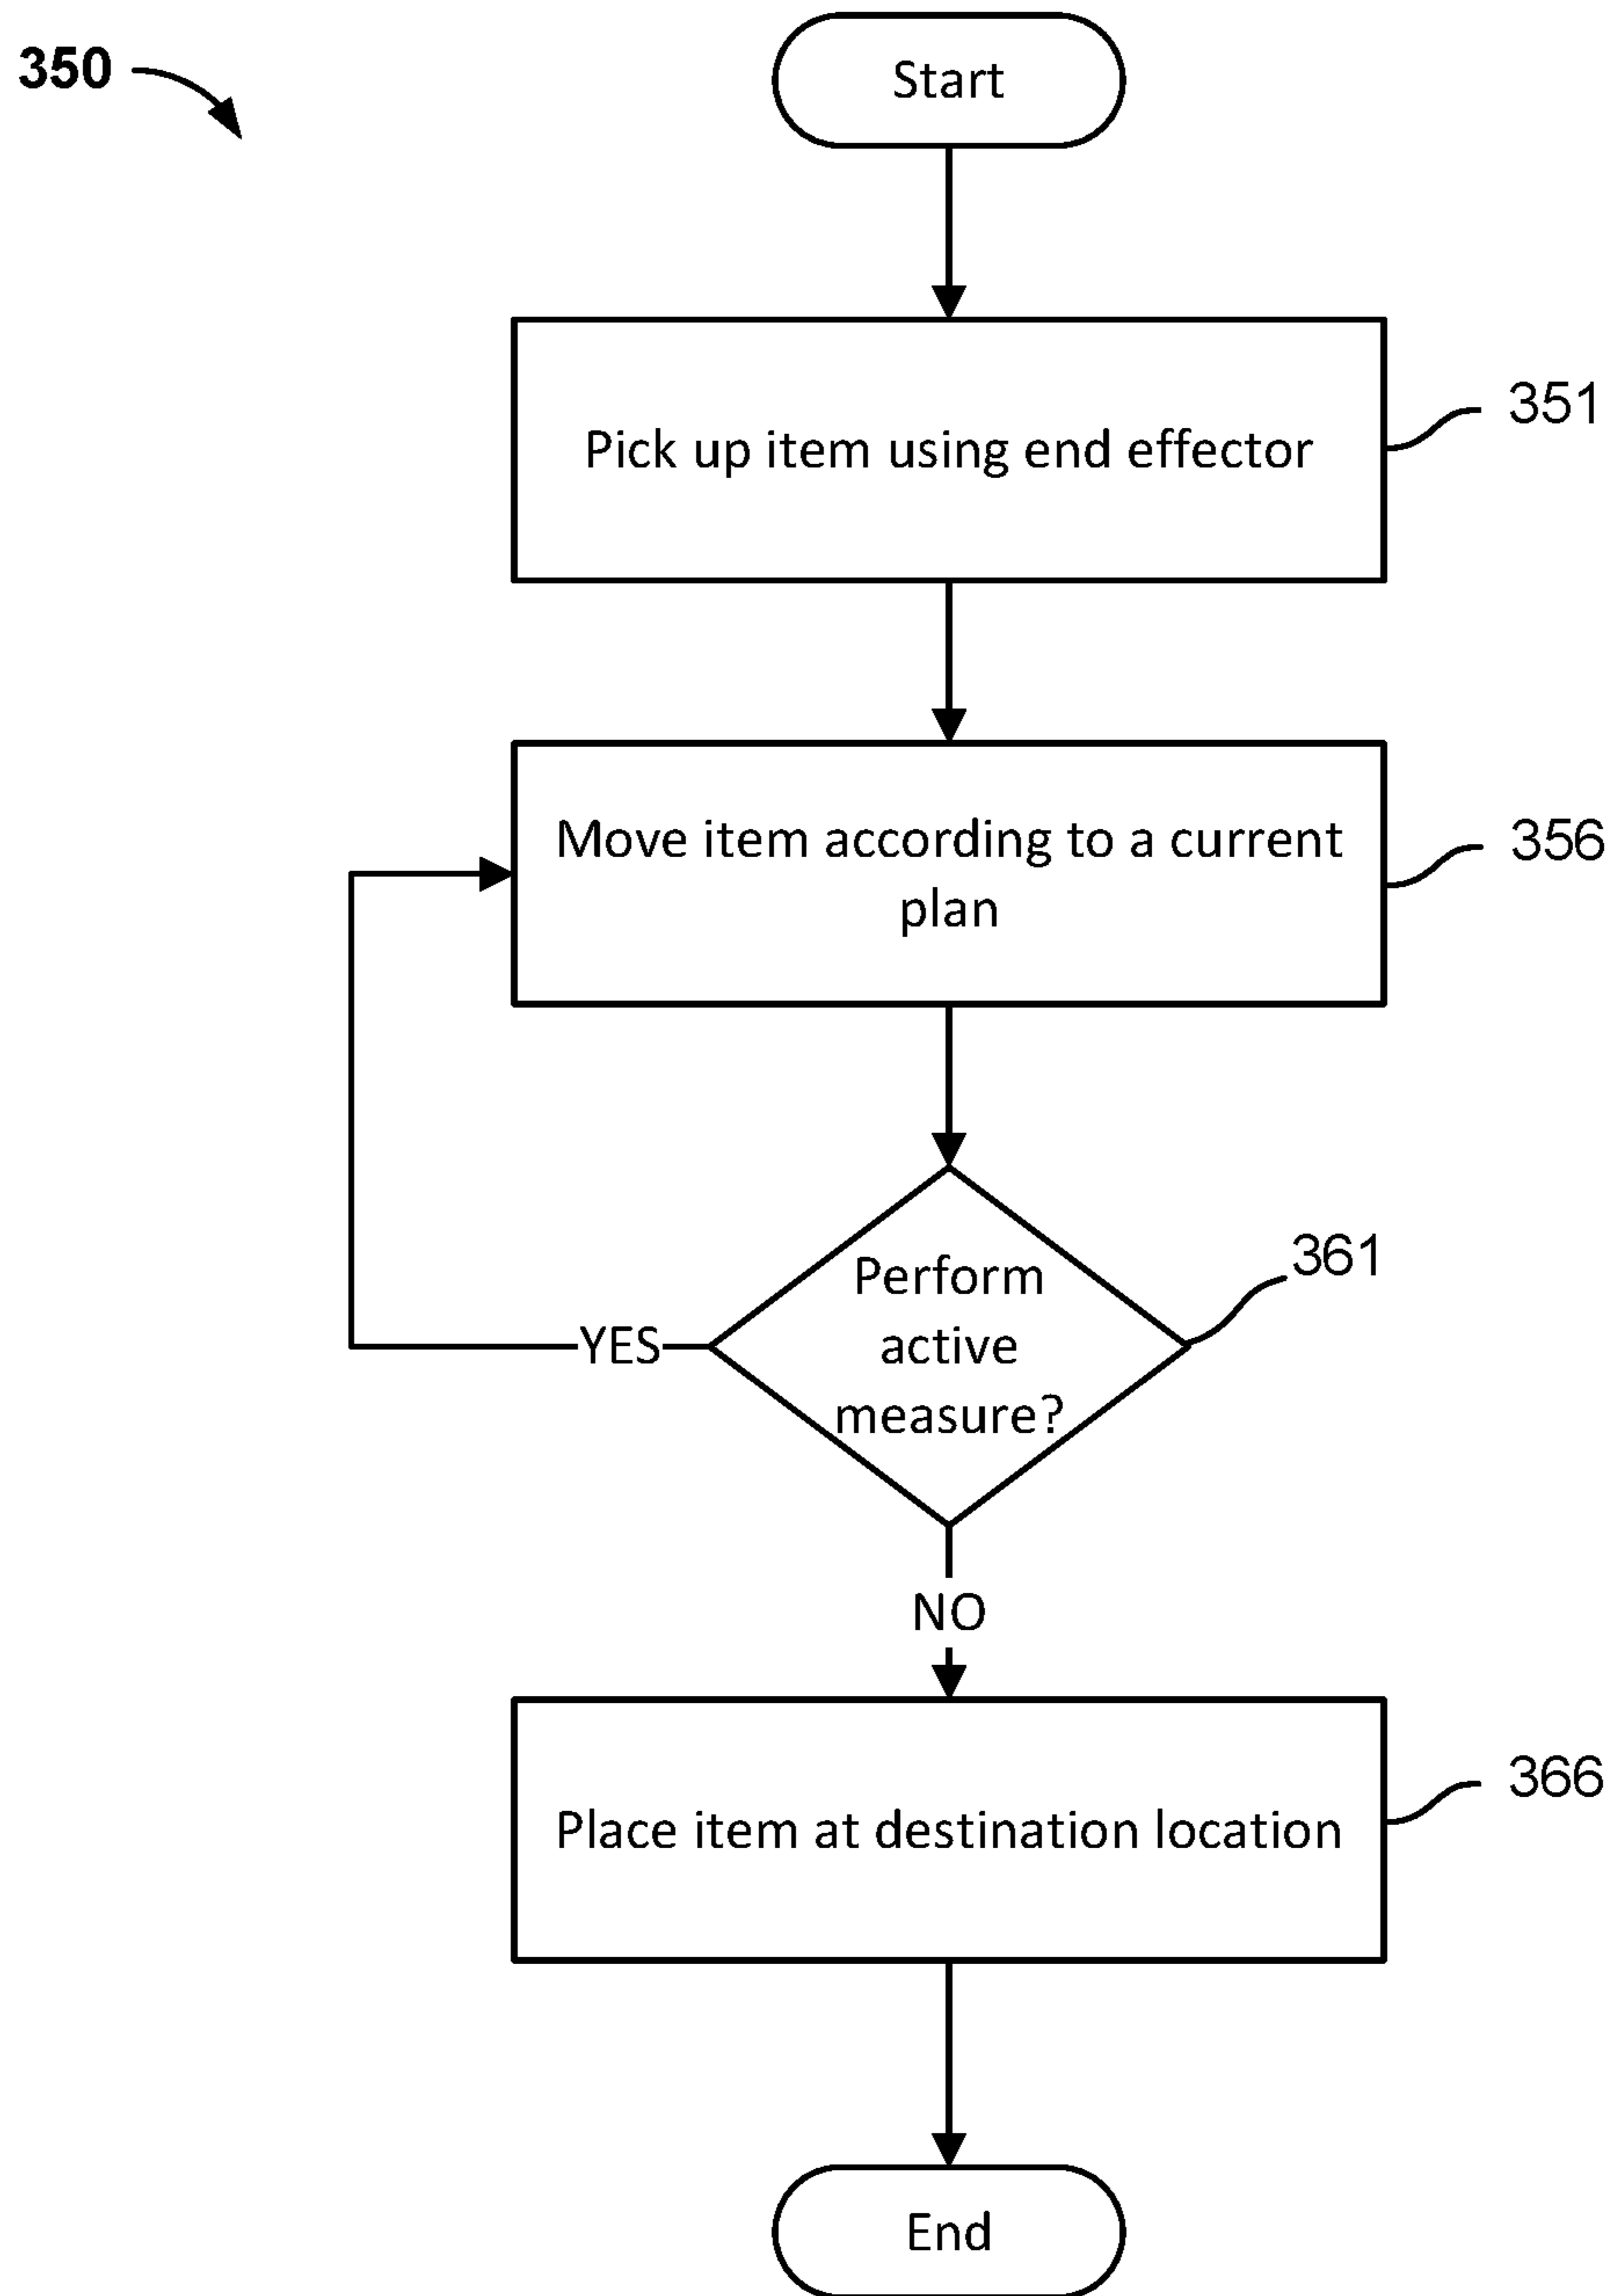 350
Start
Pick up item using end effector
351
Move item according to a current
plan
356
Perform
active
measure?
361
YES
NO
Place item at destination location
366
End